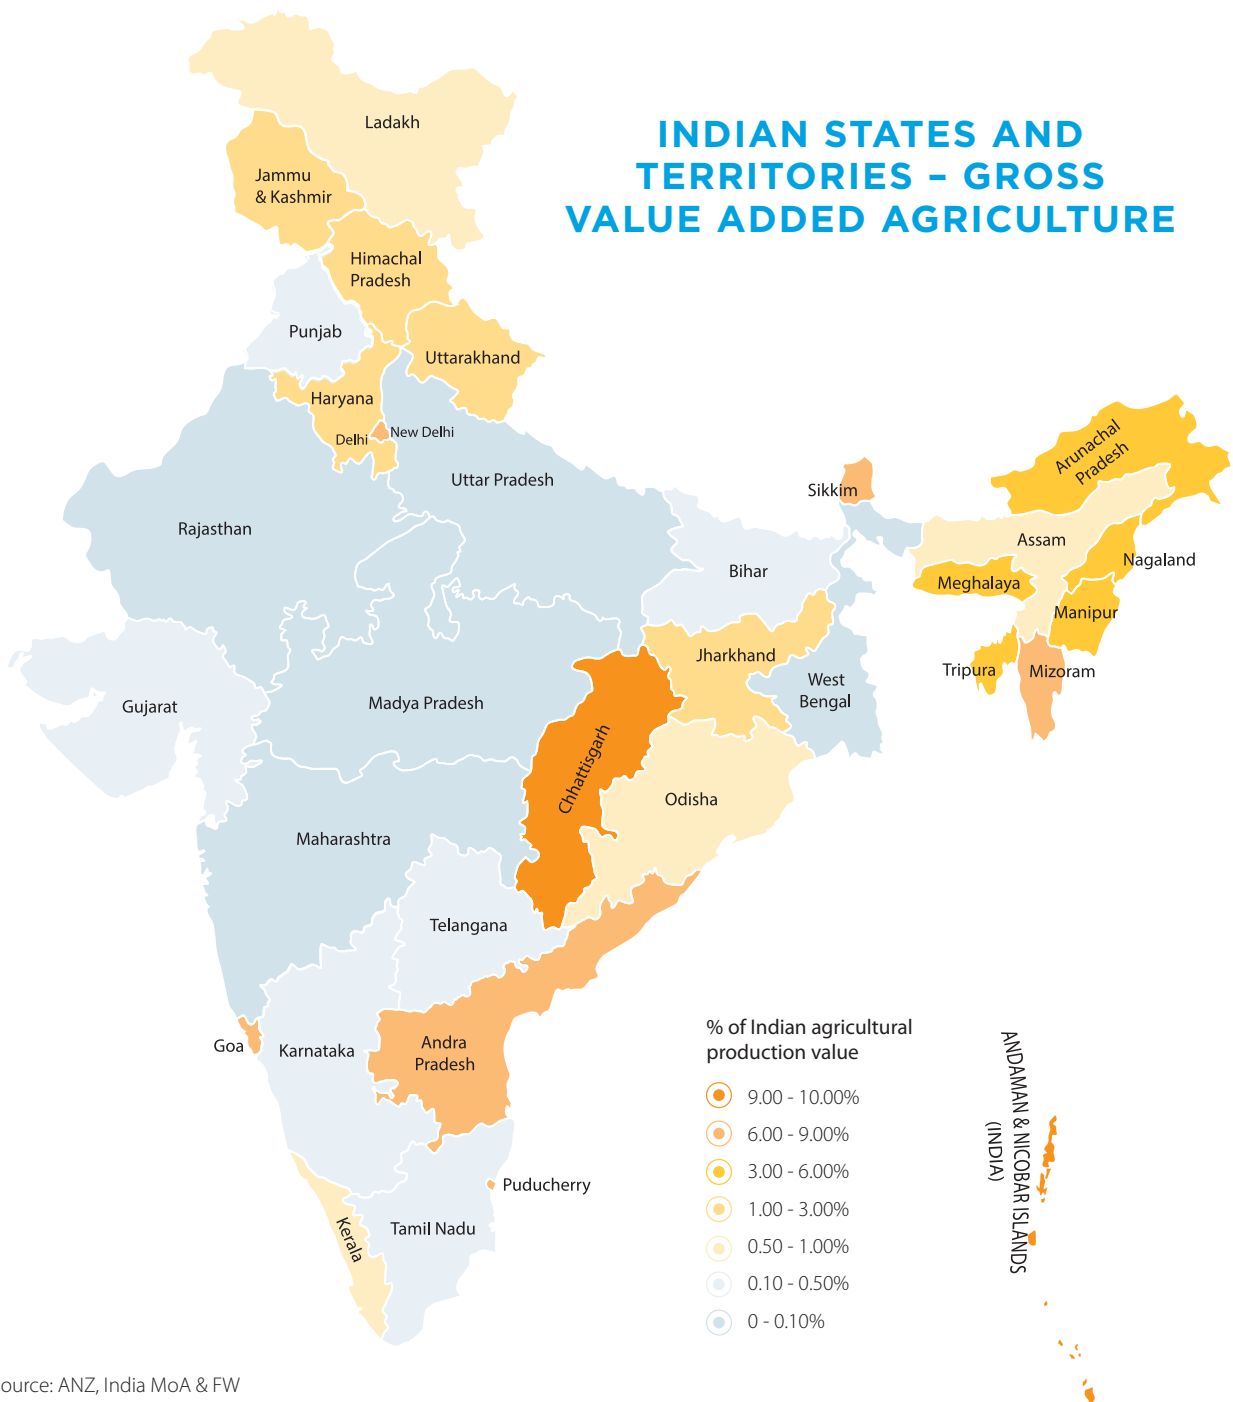 INDIAN STATES AND
TERRITORIES – GROSS
VALUE ADDED AGRICULTURE
Ladakh
Jammu
& Kashmir
Himachal
Pradesh
Punjab
Uttarakhand
Haryana
Delhi
New Delhi
Uttar Pradesh
Rajasthan
Sikkim
Arunachal
Pradesh
Assam
Nagaland
Meghalaya
Manipur
Tripura
Mizoram
Bihar
Jharkhand
West
Bengal
Gujarat
Madya Pradesh
Chhattisgarh
Odisha
Maharashtra
Telangana
Goa
Karnataka
Andra
Pradesh
Puducherry
Kerala
Tamil Nadu
% of Indian agricultural
production value
9.00 - 10.00%
6.00 - 9.00%
3.00 - 6.00%
1.00 - 3.00%
0.50 - 1.00%
0.10 - 0.50%
0 - 0.10%
ANDAMAN & NICOBAR ISLANDS
(INDIA)
ource: ANZ, India MoA & FW